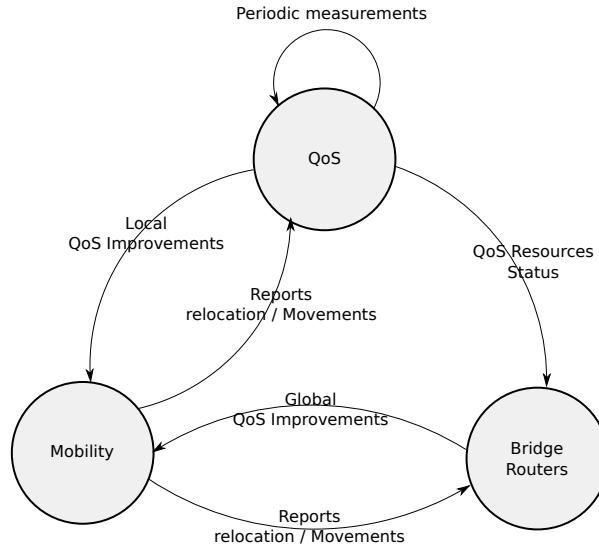 Periodic measurements
QoS
Local
QoS Improvements
QoS Resources
Status
Reports
relocation / Movements
Global
QoS Improvements
Mobility
Bridge
Routers
Reports
relocation / Movements